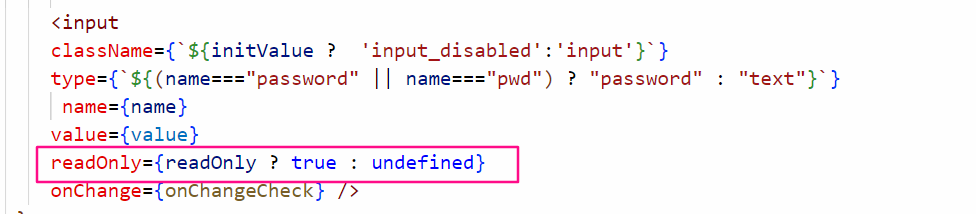 <input
className={`${initValue ?  'input_disabled':'input'}`}
type={`${(name==="password" || name==="pwd") ? "password" : "text"}`}
name={name}
value={value}
readOnly={readOnly ? true : undefined}
onChange={onChangeCheck} />